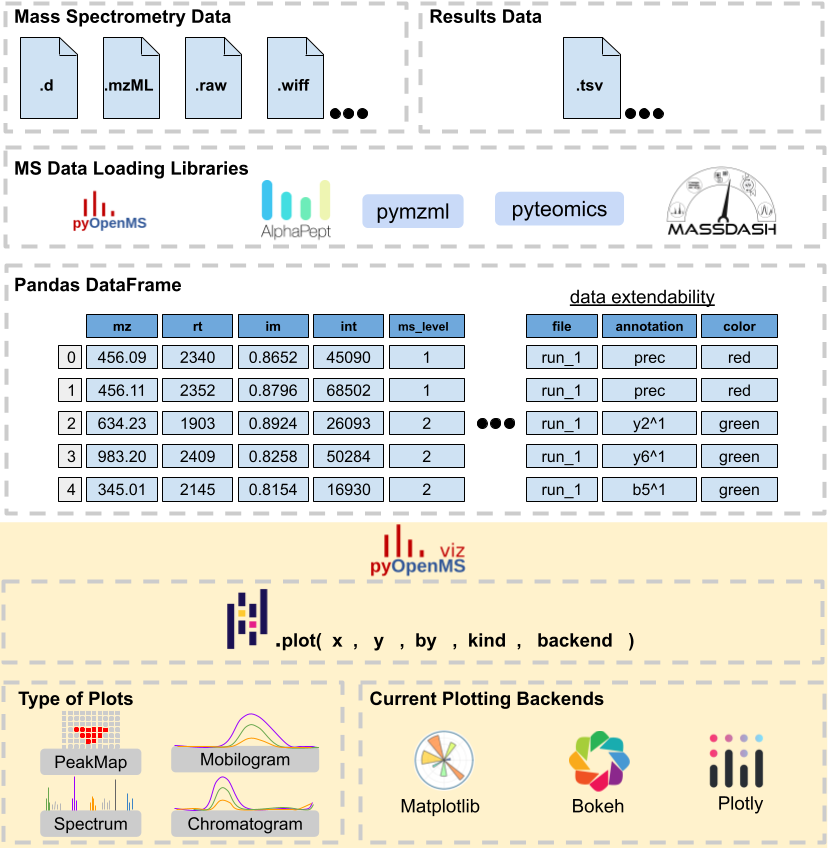 Mass Spectrometry Data
.d
.mzML
.raw
.wiff
Results Data
.tsv
MS Data Loading Libraries
pyOpenMS
AlphaPept
pymzml
pyteomics
MASSDASH
Pandas DataFrame
data extendability
mz rt im int ms_level file annotation color
0 456.09 2340 0.8652 45090 1 run_1 prec red
1 456.11 2352 0.8796 68502 1 run_1 prec red
2 634.23 1903 0.8924 26093 2 run_1 y2^1 green
3 983.20 2409 0.8258 50284 2 run_1 y6^1 green
4 345.01 2145 0.8154 16930 2 run_1 b5^1 green
viz
pyOpenMS
.plot( x , y , by , kind , backend )
Type of Plots
PeakMap
Mobilogram
Spectrum
Chromatogram
Current Plotting Backends
Matplotlib
Bokeh
Plotly